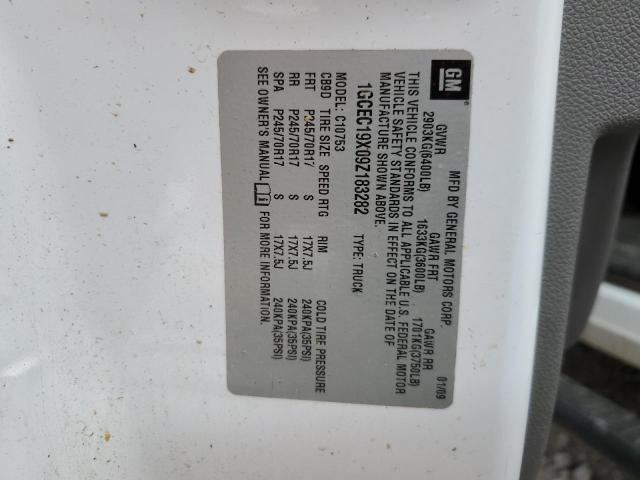 GM
MFD BY GENERAL MOTORS CORP. 01/09
GVWR GAWR FRT GAWR RR
2903KG(6400LB) 1633KG(3600LB) 1701KG(3750LB)
THIS VEHICLE CONFORMS TO ALL APPLICABLE U.S. FEDERAL MOTOR
VEHICLE SAFETY STANDARDS IN EFFECT ON THE DATE OF
MANUFACTURE SHOWN ABOVE.
1GCEC19X09Z183282 TYPE: TRUCK
MODEL: C10753
CB9D TIRE SIZE SPEED RTG RIM COLD TIRE PRESSURE
FRT P245/70R17 S 17X7.5J 240KPA(35PSI)
RR P245/70R17 S 17X7.5J 240KPA(35PSI)
SPA P245/70R17 S 17X7.5J 240KPA(35PSI)
SEE OWNER'S MANUAL FOR MORE INFORMATION.